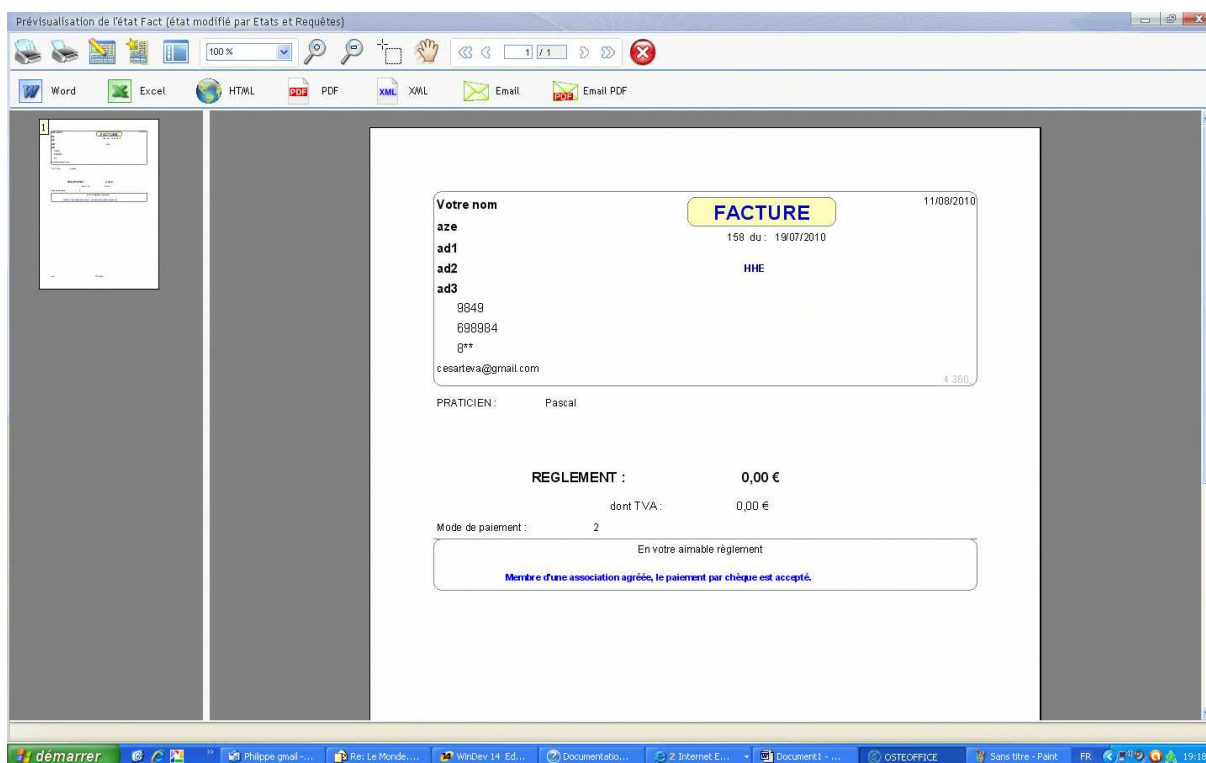 Prévisualisation de l'état Fact (état modifié par Etats et Requêtes)
100 % 1 / 1
Word Excel HTML PDF PDF XML XML Email PDF Email PDF
1
Votre nom FACTURE 11/08/2010
aze
158 du : 19/07/2010
ad1
ad2 HHE
ad3
9849
698984
8**
cesarteva@gmail.com
4 360
PRATICIEN : Pascal
REGLEMENT : 0,00 €
dont TVA : 0,00 €
Mode de paiement : 2
En votre aimable règlement
Membre d'une association agréée, le paiement par chèque est accepté.
démarrer Philippe gmail -... Re: Le Monde.... WinDev 14 Ed... Documentatio... 2 Internet E... Document1 - ... OSTEOFFICE Sans titre - Paint FR 19:18